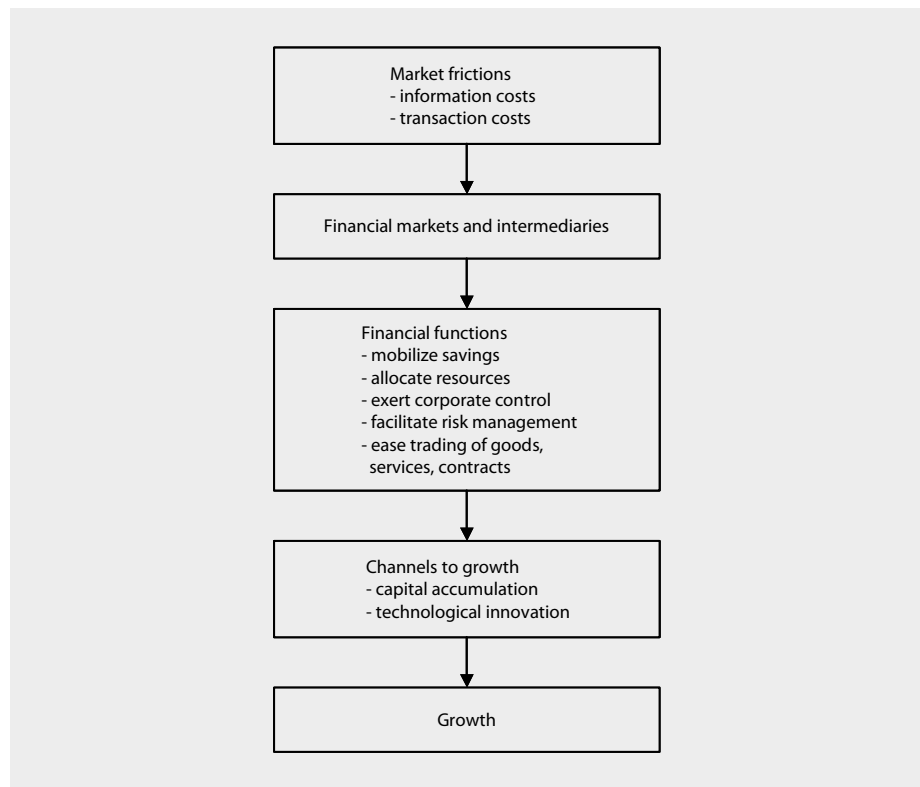 Market frictions
- information costs
- transaction costs
Financial markets and intermediaries
Financial functions
- mobilize savings
- allocate resources
- exert corporate control
- facilitate risk management
- ease trading of goods,
services, contracts
Channels to growth
- capital accumulation
- technological innovation
Growth